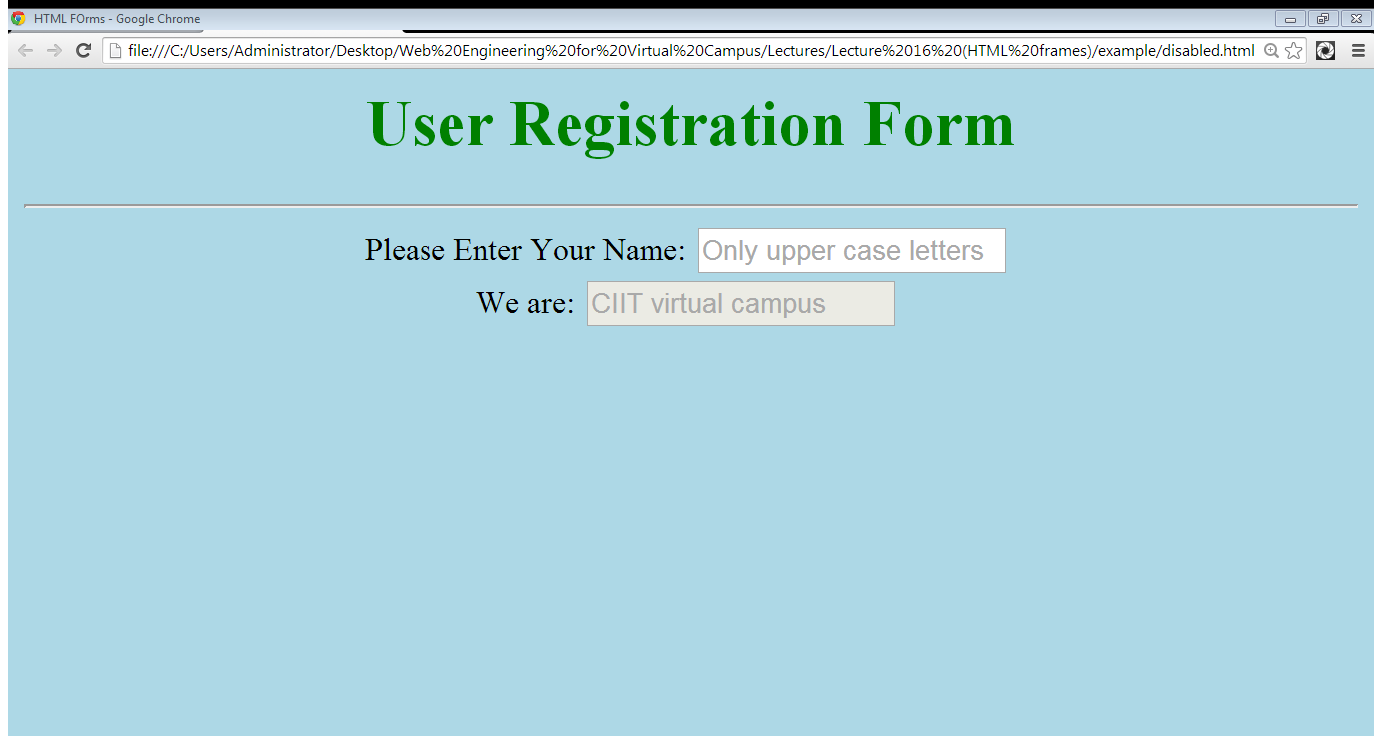 HTML FOrms - Google Chrome
file:///C:/Users/Administrator/Desktop/Web%20Engineering%20for%20Virtual%20Campus/Lectures/Lecture%2016%20(HTML%20frames)/example/disabled.html
User Registration Form
Please Enter Your Name: Only upper case letters
We are: CIIT virtual campus